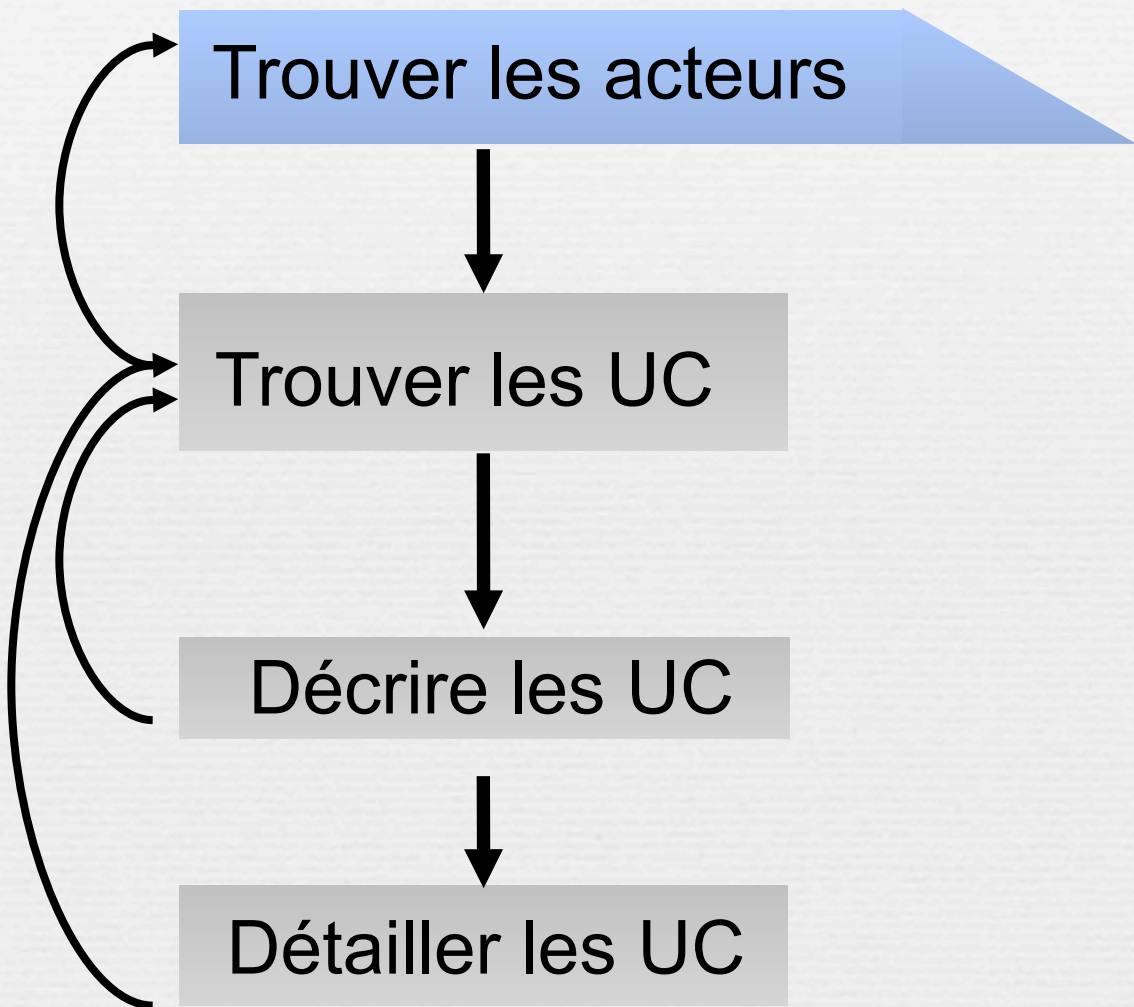 Trouver les acteurs
Trouver les UC
Décrire les UC
Détailler les UC